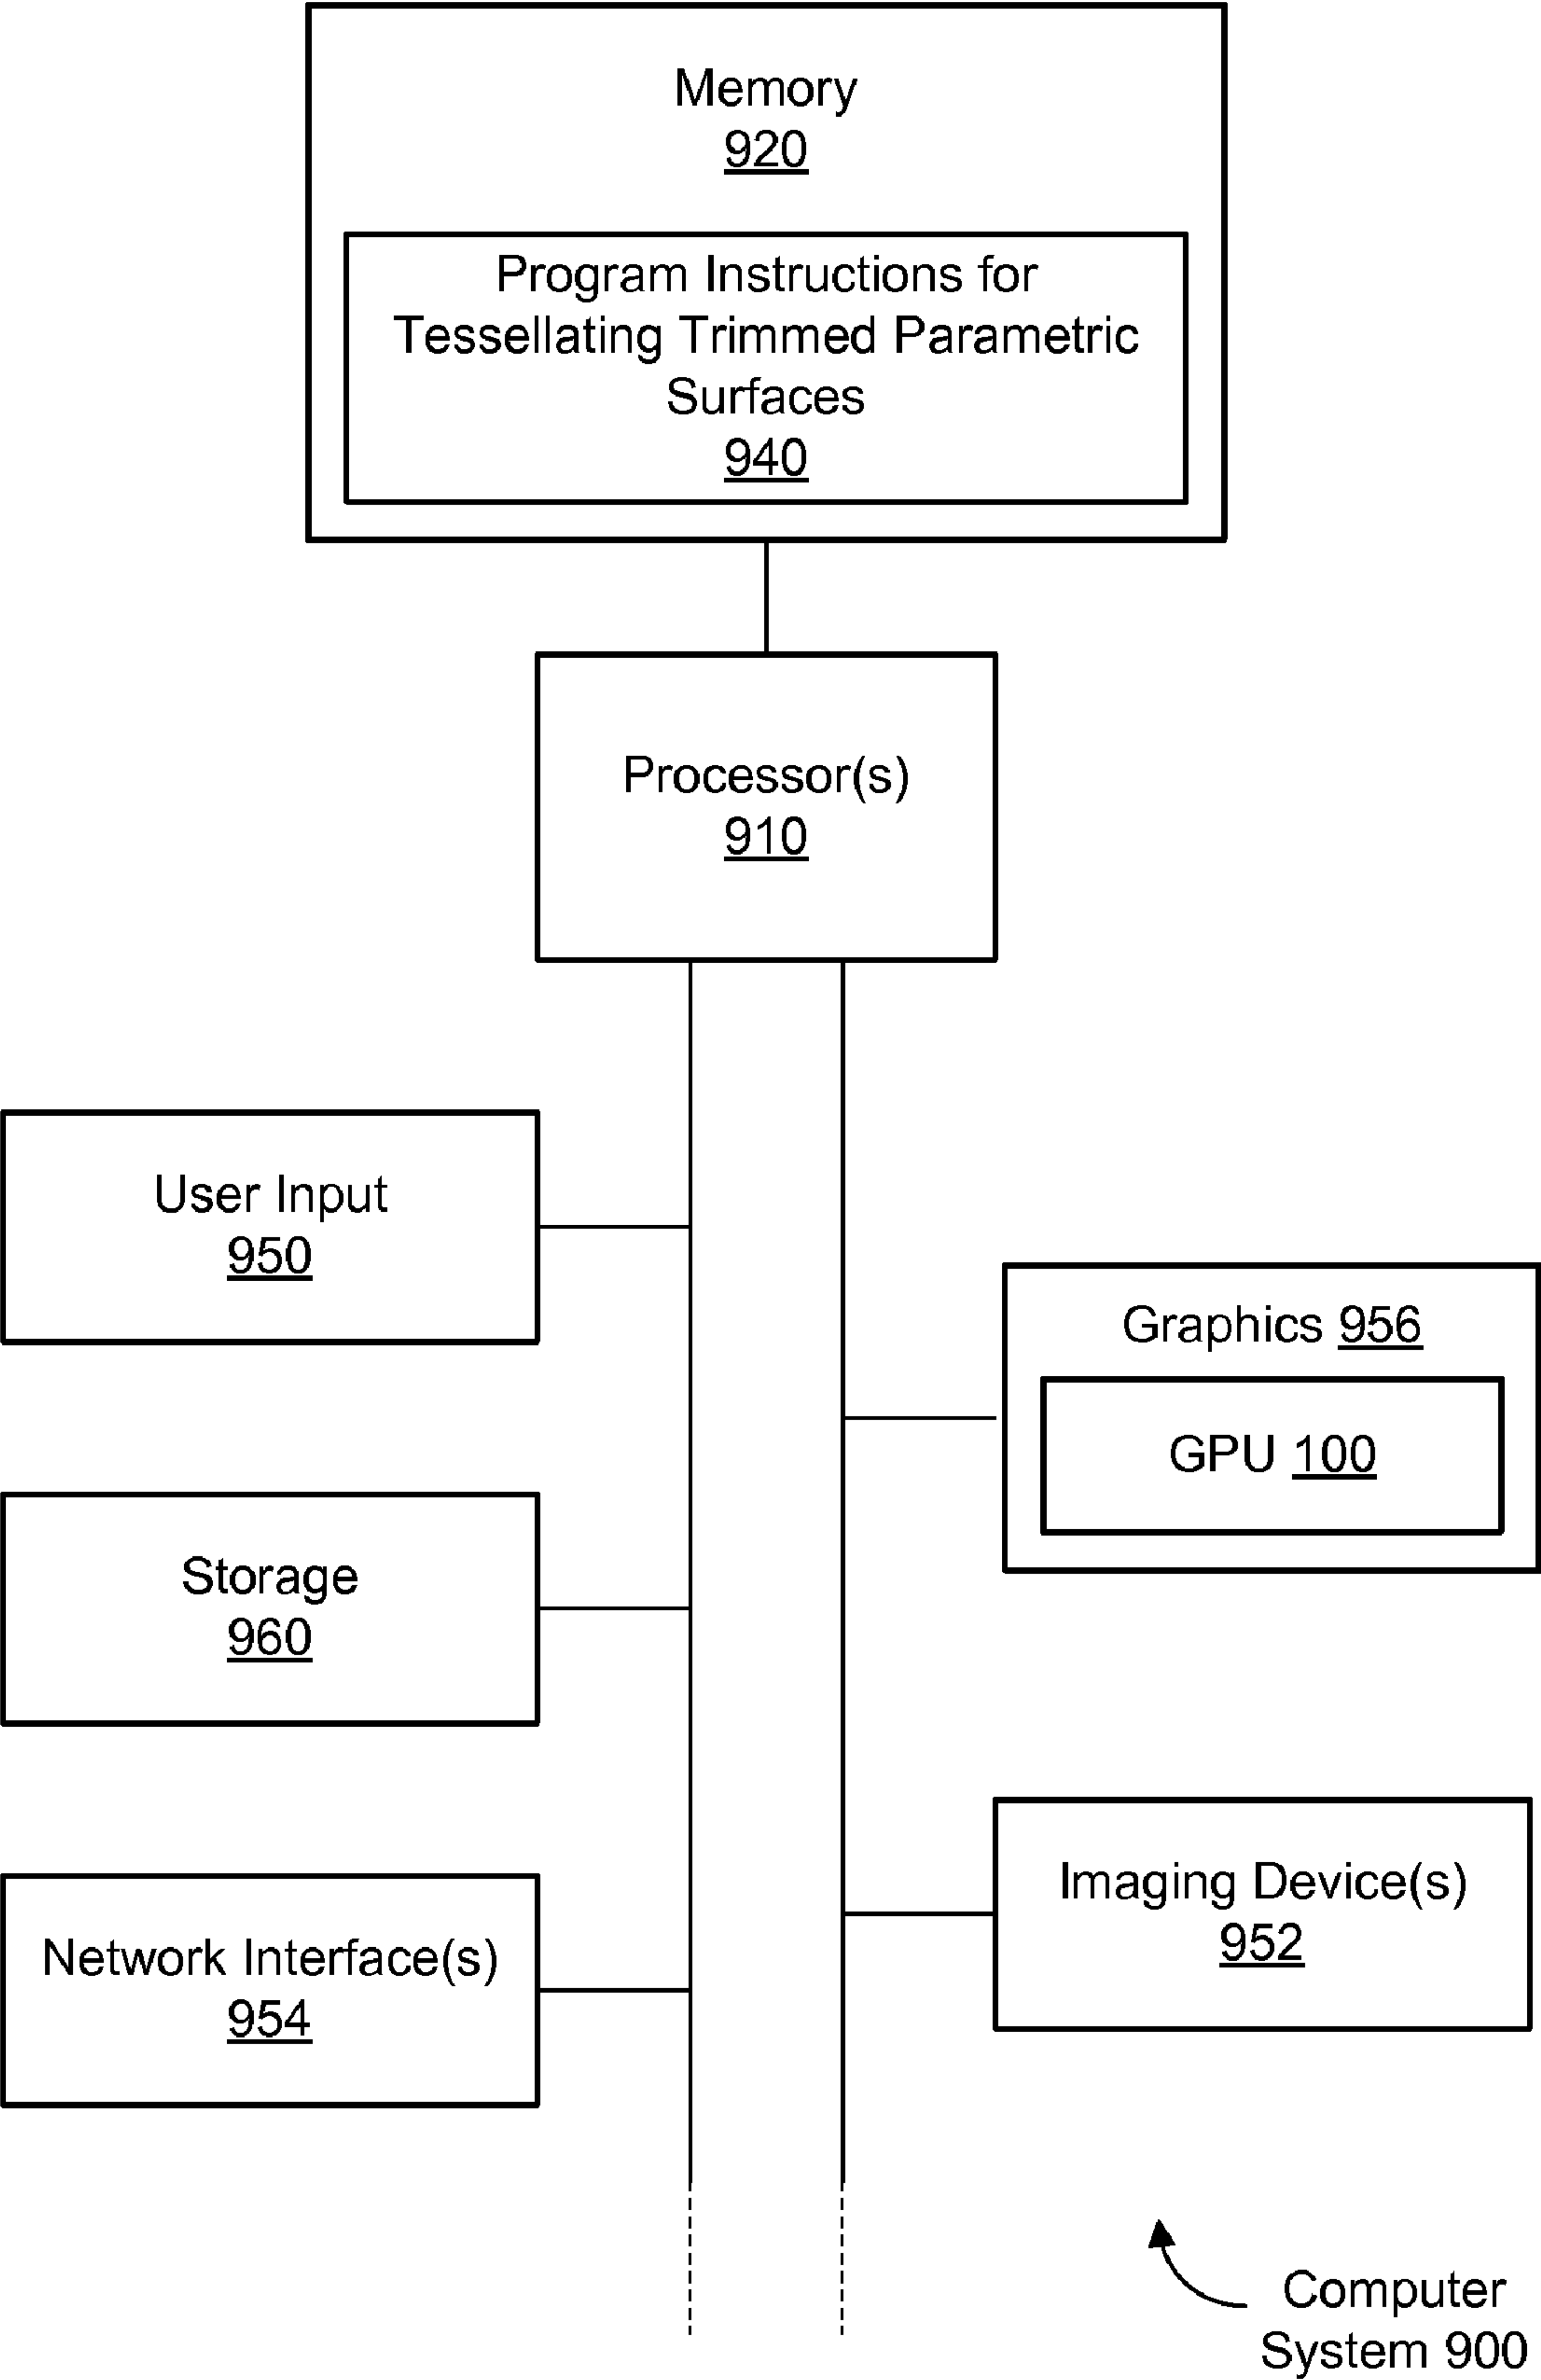 Memory
920
Program Instructions for
Tessellating Trimmed Parametric
Surfaces
940
Processor(s)
910
User Input
950
Graphics 956
GPU 100
Storage
960
Imaging Device(s)
952
Network Interface(s)
954
Computer
System 900